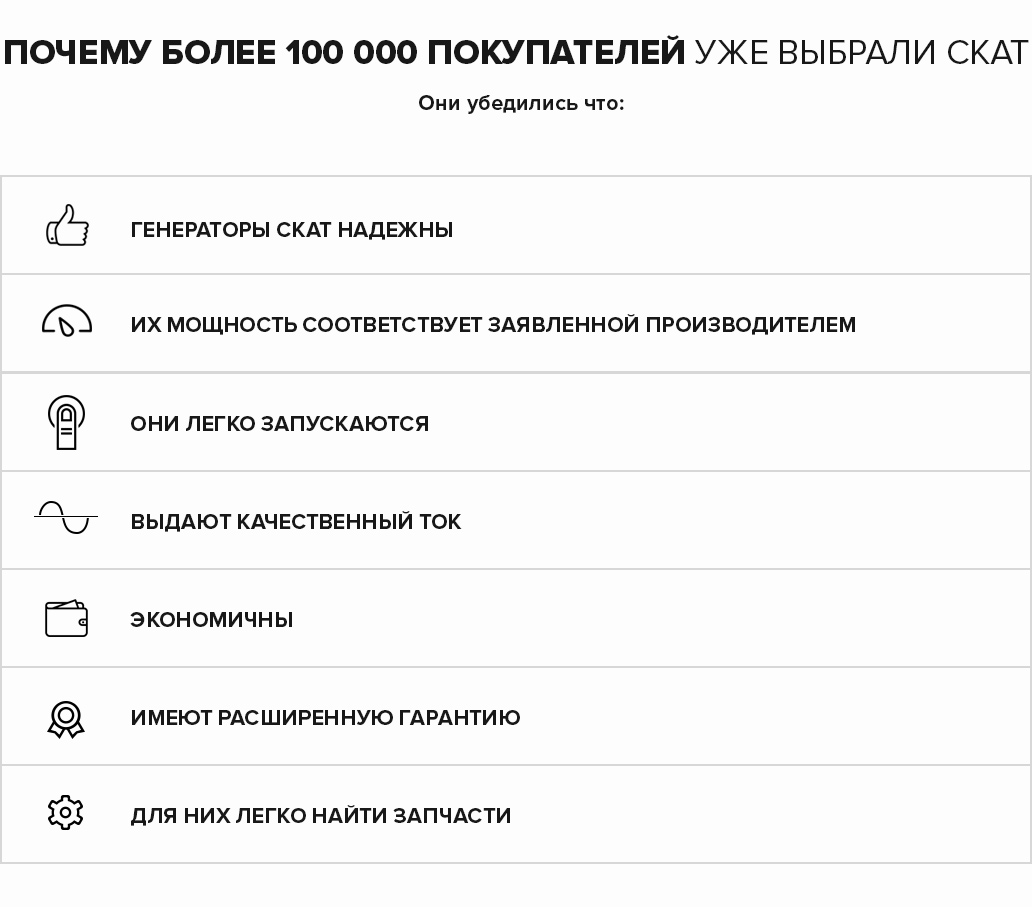 ПОЧЕМУ БОЛЕЕ 100 000 ПОКУПАТЕЛЕЙ УЖЕ ВЫБРАЛИ СКАТ
Они убедились что:
ГЕНЕРАТОРЫ СКАТ НАДЕЖНЫ
ИХ МОЩНОСТЬ СООТВЕТСТВУЕТ ЗАЯВЛЕННОЙ ПРОИЗВОДИТЕЛЕМ
ОНИ ЛЕГКО ЗАПУСКАЮТСЯ
ВЫДАЮТ КАЧЕСТВЕННЫЙ ТОК
ЭКОНОМИЧНЫ
ИМЕЮТ РАСШИРЕННУЮ ГАРАНТИЮ
ДЛЯ НИХ ЛЕГКО НАЙТИ ЗАПЧАСТИ